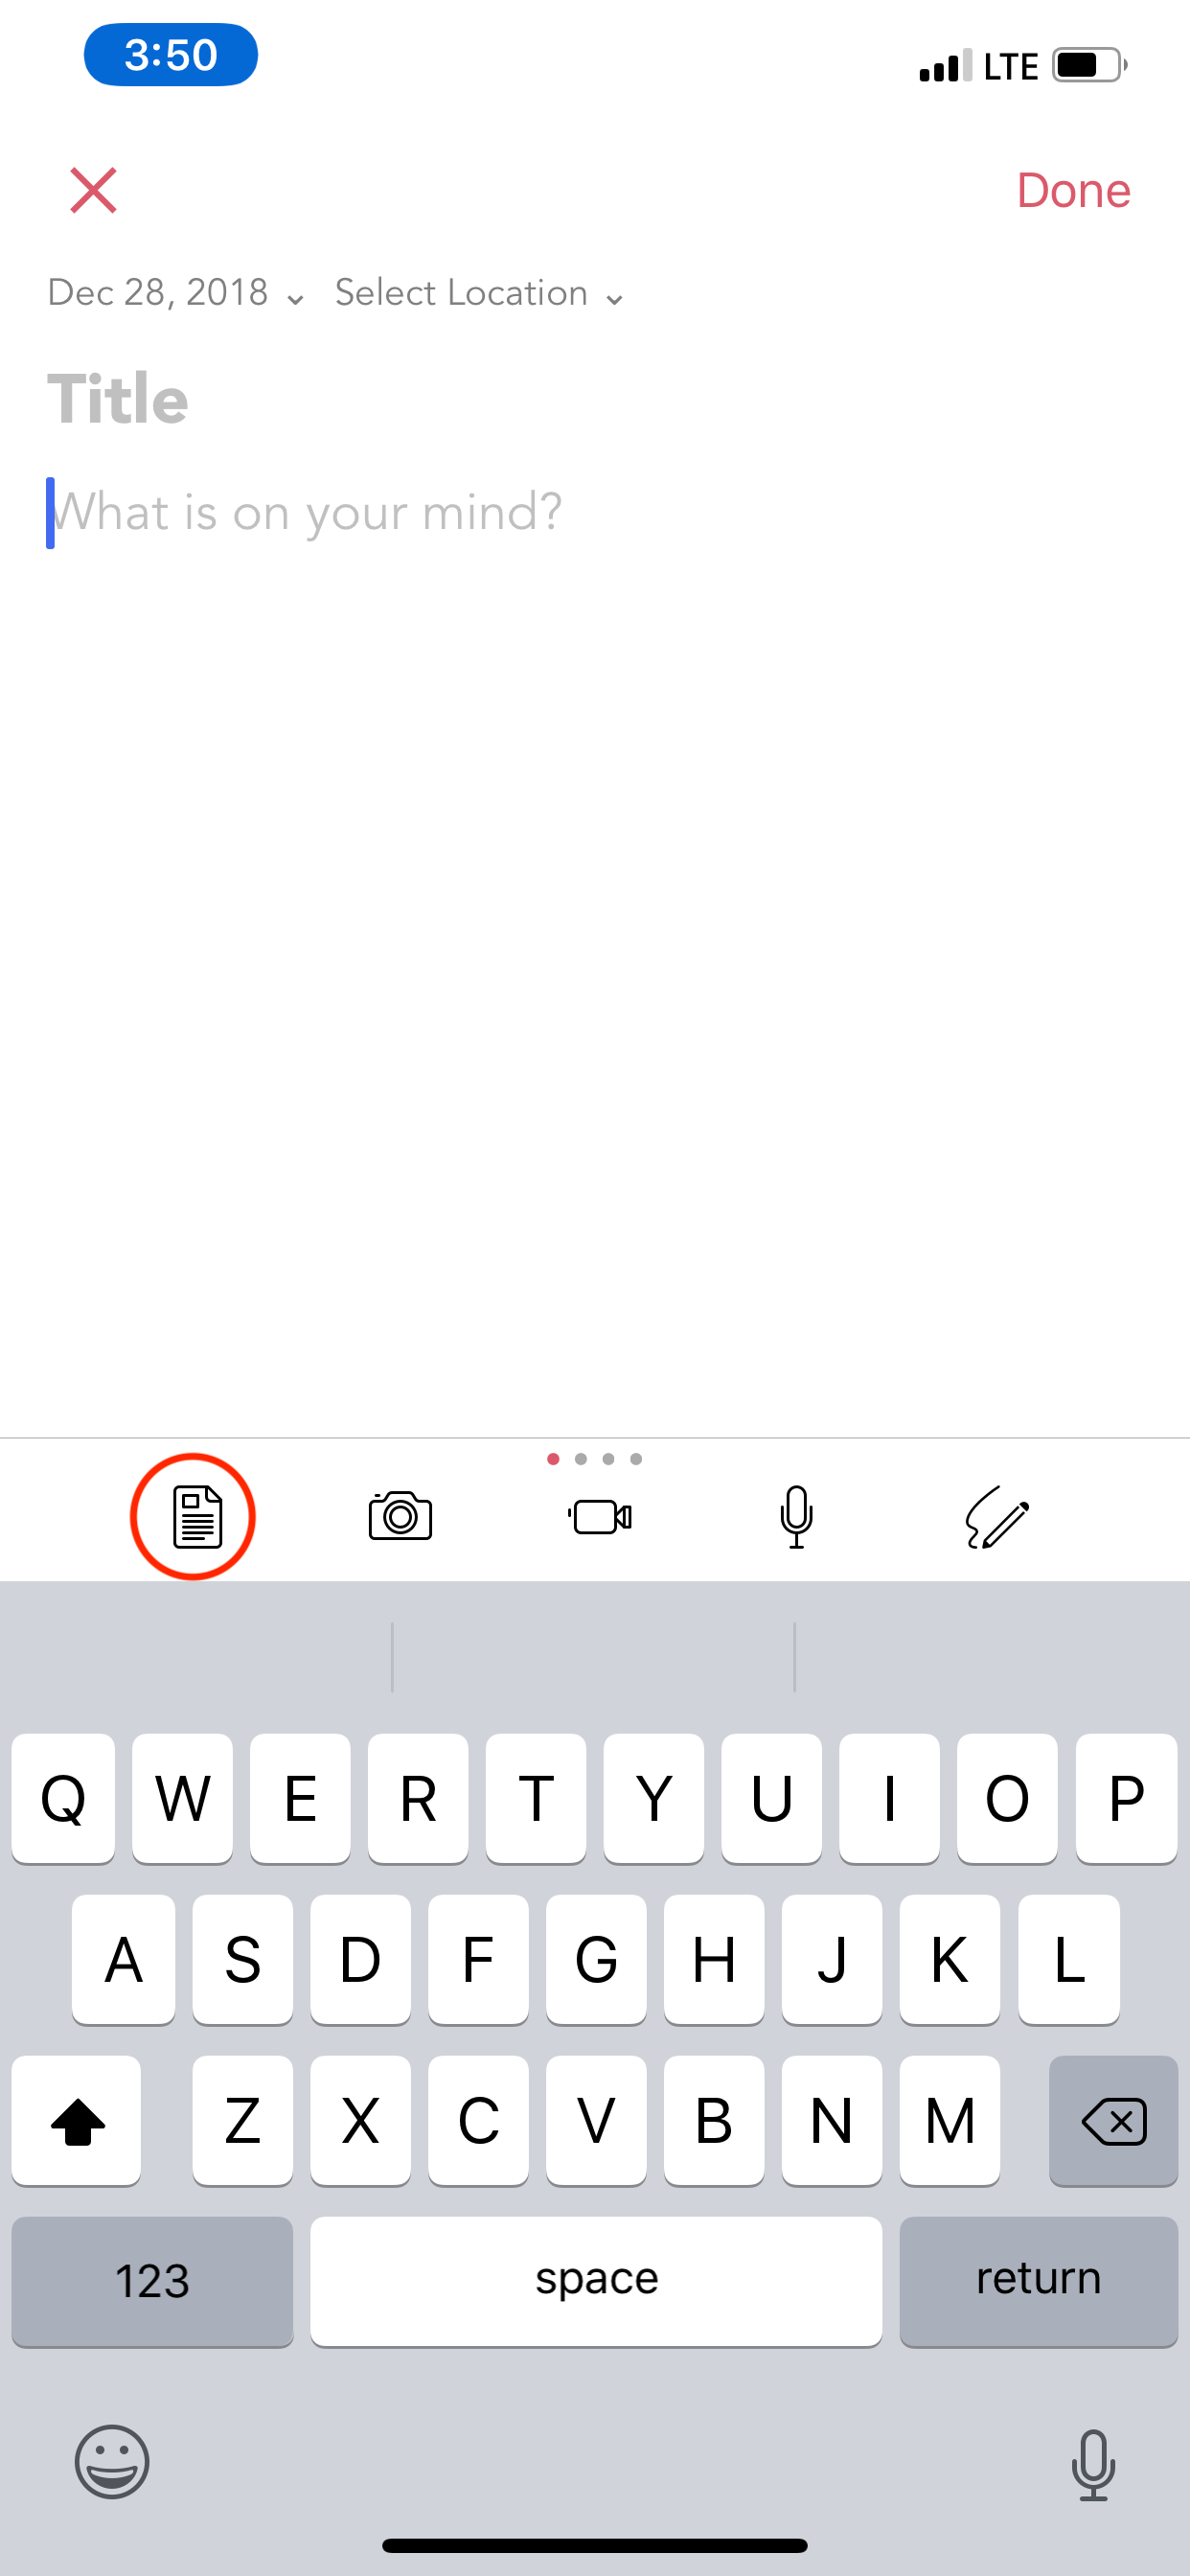 3:50 LTE
Done
Dec 28, 2018 Select Location
Title
What is on your mind?
Q W E R T Y U I O P
A S D F G H J K L
Z X C V B N M
123 space return